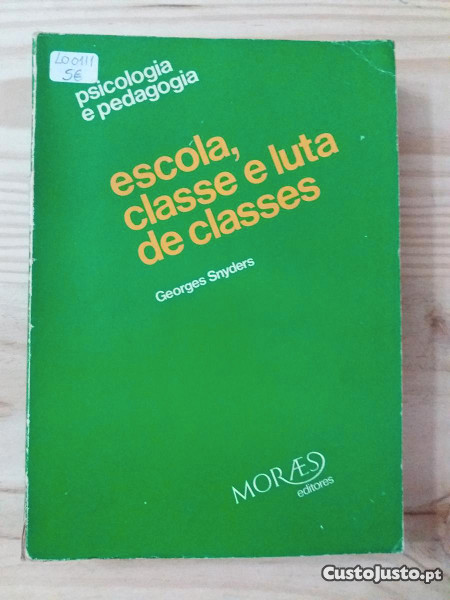 L00111
5€
psicologia
e pedagogia
escola,
classe e luta
de classes
Georges Snyders
MORÆS
editores
CustoJusto.pt